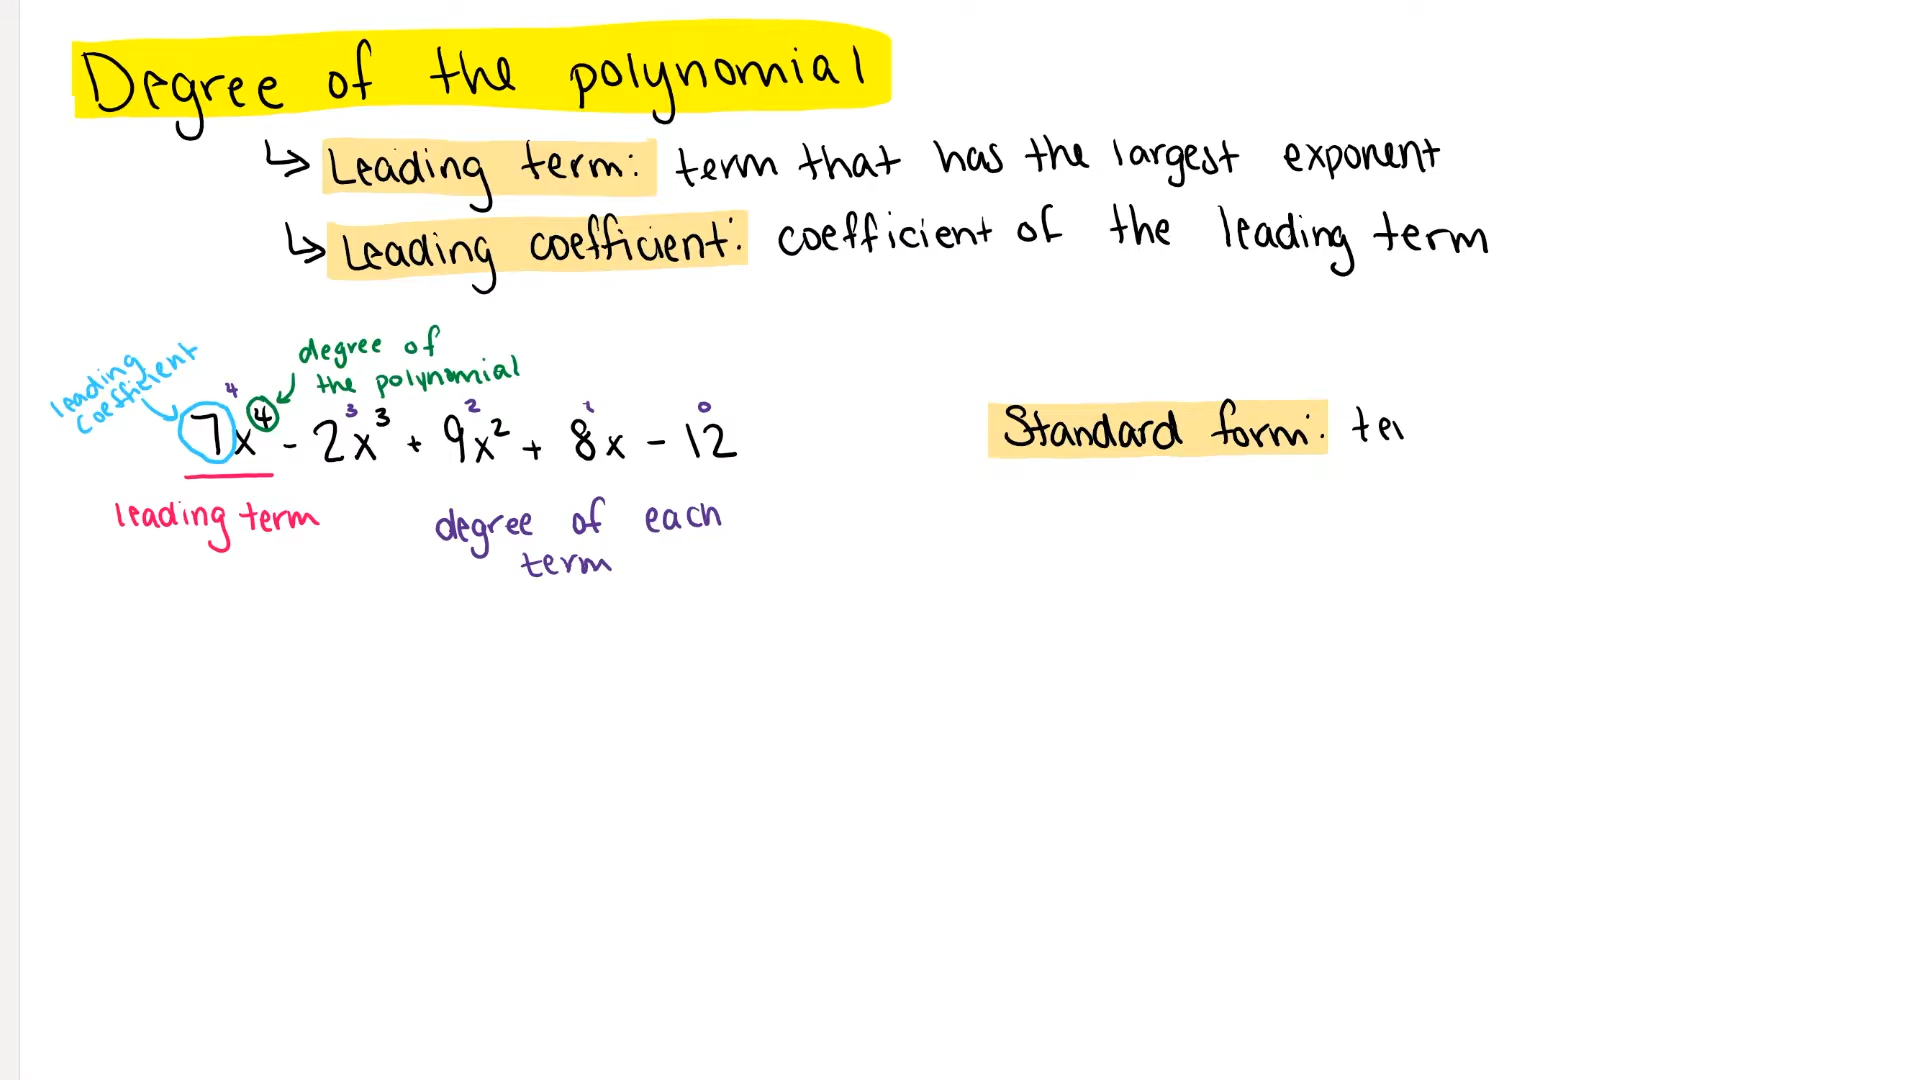 Degree of the polynomial
↳ Leading term: term that has the largest exponent
↳ Leading coefficient: coefficient of the leading term
leading coefficient
degree of
the polynomial
4 3 2 1 0
7x⁴ - 2x³ + 9x² + 8x - 12
leading term
degree of each
term
Standard form: